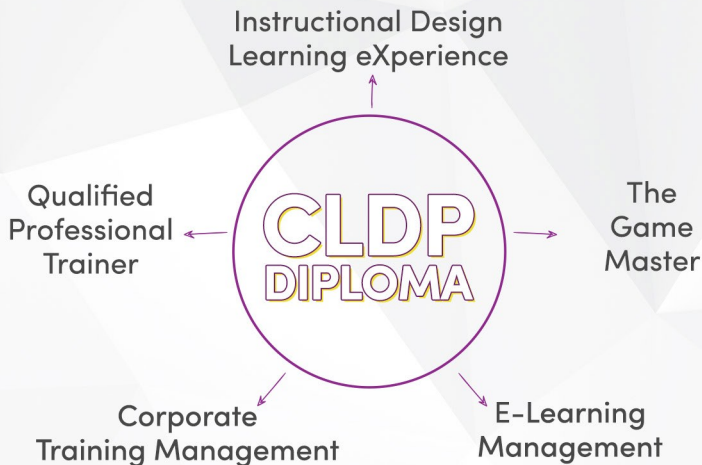 Instructional Design
Learning eXperience
Qualified
Professional
Trainer
CLDP
DIPLOMA
The
Game
Master
Corporate
Training Management
E-Learning
Management